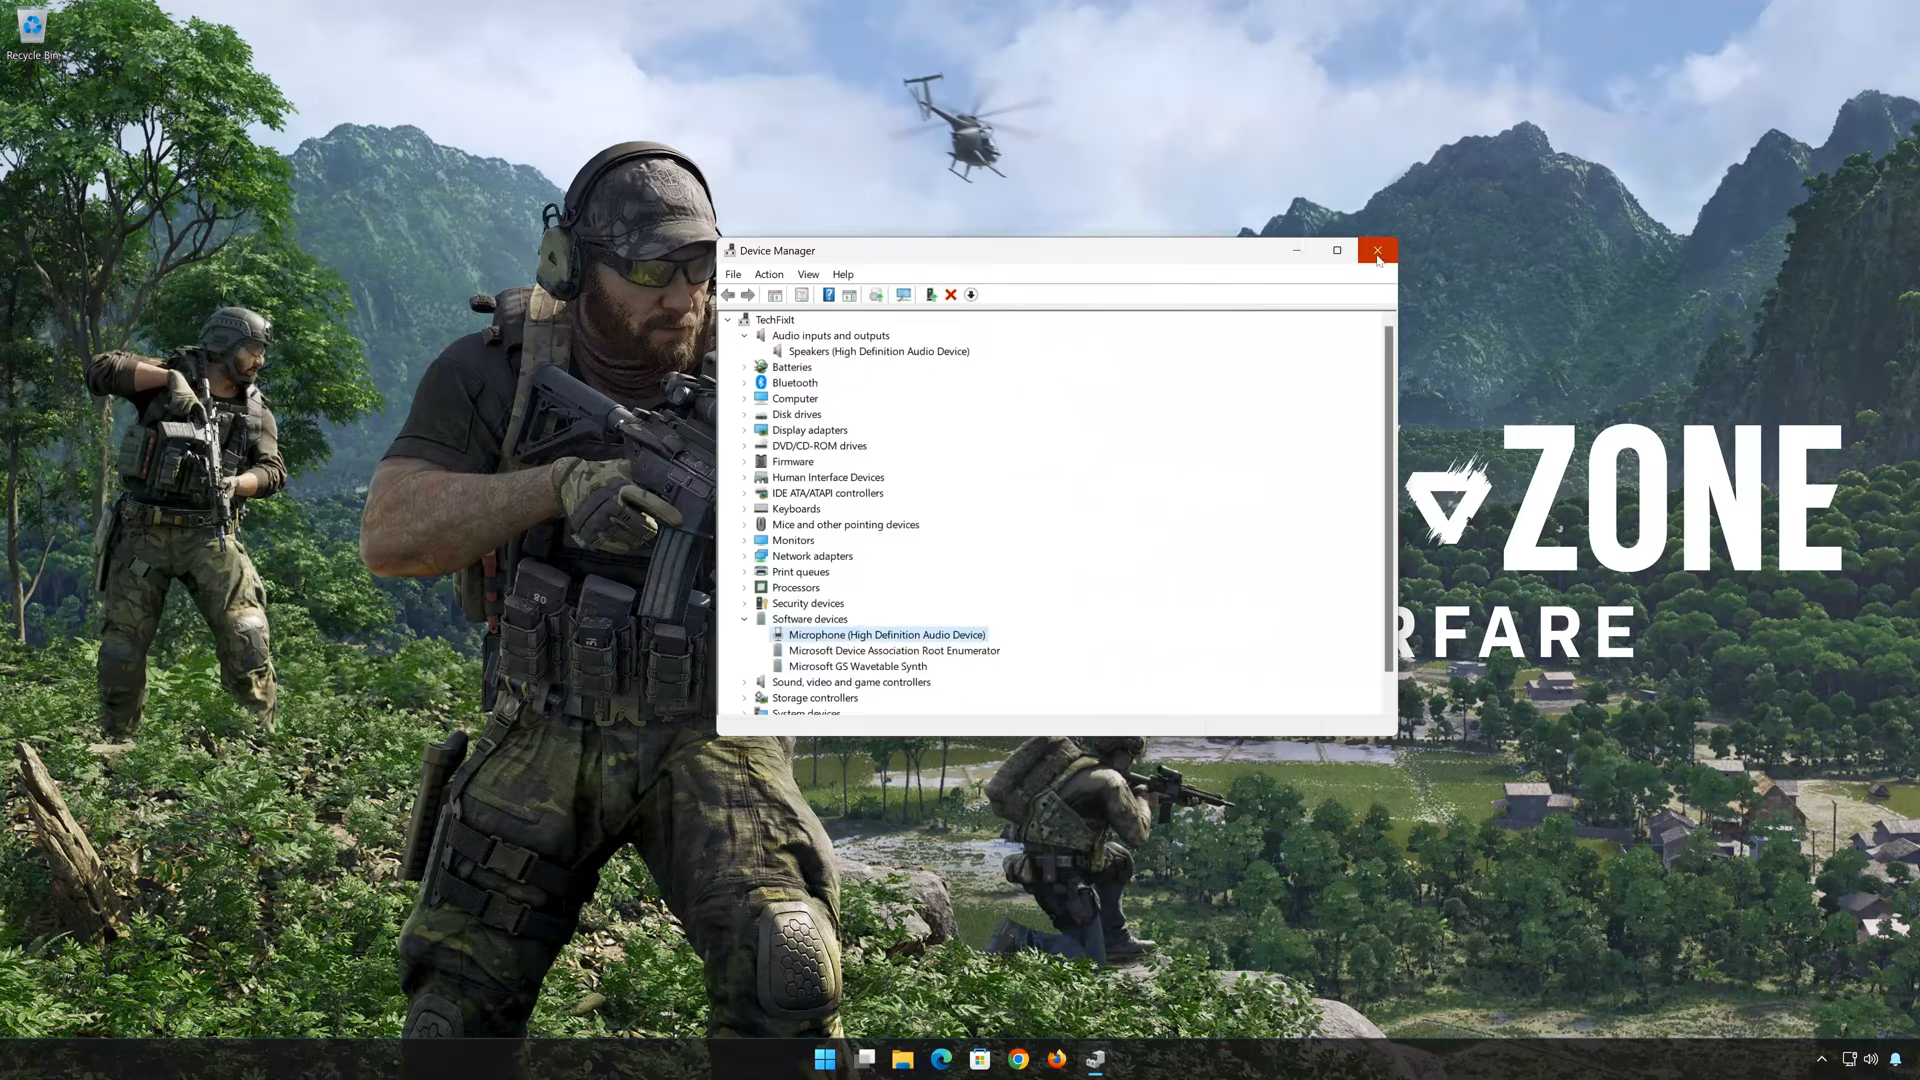 Recycle Bin
Device Manager
File Action View Help
TechFixIt
Audio inputs and outputs
Speakers (High Definition Audio Device)
Batteries
Bluetooth
Computer
Disk drives
Display adapters
DVD/CD-ROM drives
Firmware
Human Interface Devices
IDE ATA/ATAPI controllers
Keyboards
Mice and other pointing devices
Monitors
Network adapters
Print queues
Processors
Security devices
Software devices
Microphone (High Definition Audio Device)
Microsoft Device Association Root Enumerator
Microsoft GS Wavetable Synth
Sound, video and game controllers
Storage controllers
System devices
ZONE
RFARE